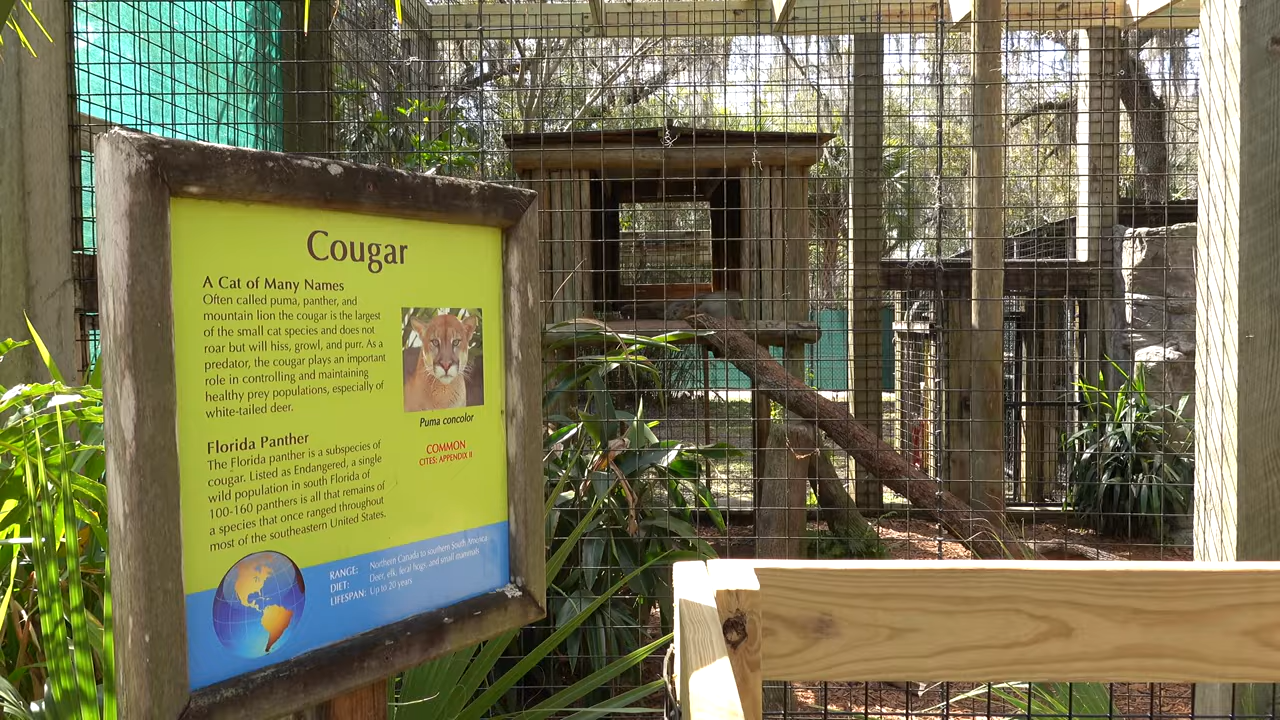 Cougar
A Cat of Many Names
Often called puma, panther, and
mountain lion the cougar is the largest
of the small cat species and does not
roar but will hiss, growl, and purr. As a
predator, the cougar plays an important
role in controlling and maintaining
healthy prey populations, especially of
white-tailed deer.
Puma concolor
COMMON
CITES: APPENDIX II
Florida Panther
The Florida panther is a subspecies of
cougar. Listed as Endangered, a single
wild population in south Florida of
100-160 panthers is all that remains of
a species that once ranged throughout
most of the southeastern United States.
RANGE: Northern Canada to southern South America
DIET: Deer, elk, feral hogs, and small mammals
LIFESPAN: Up to 20 years